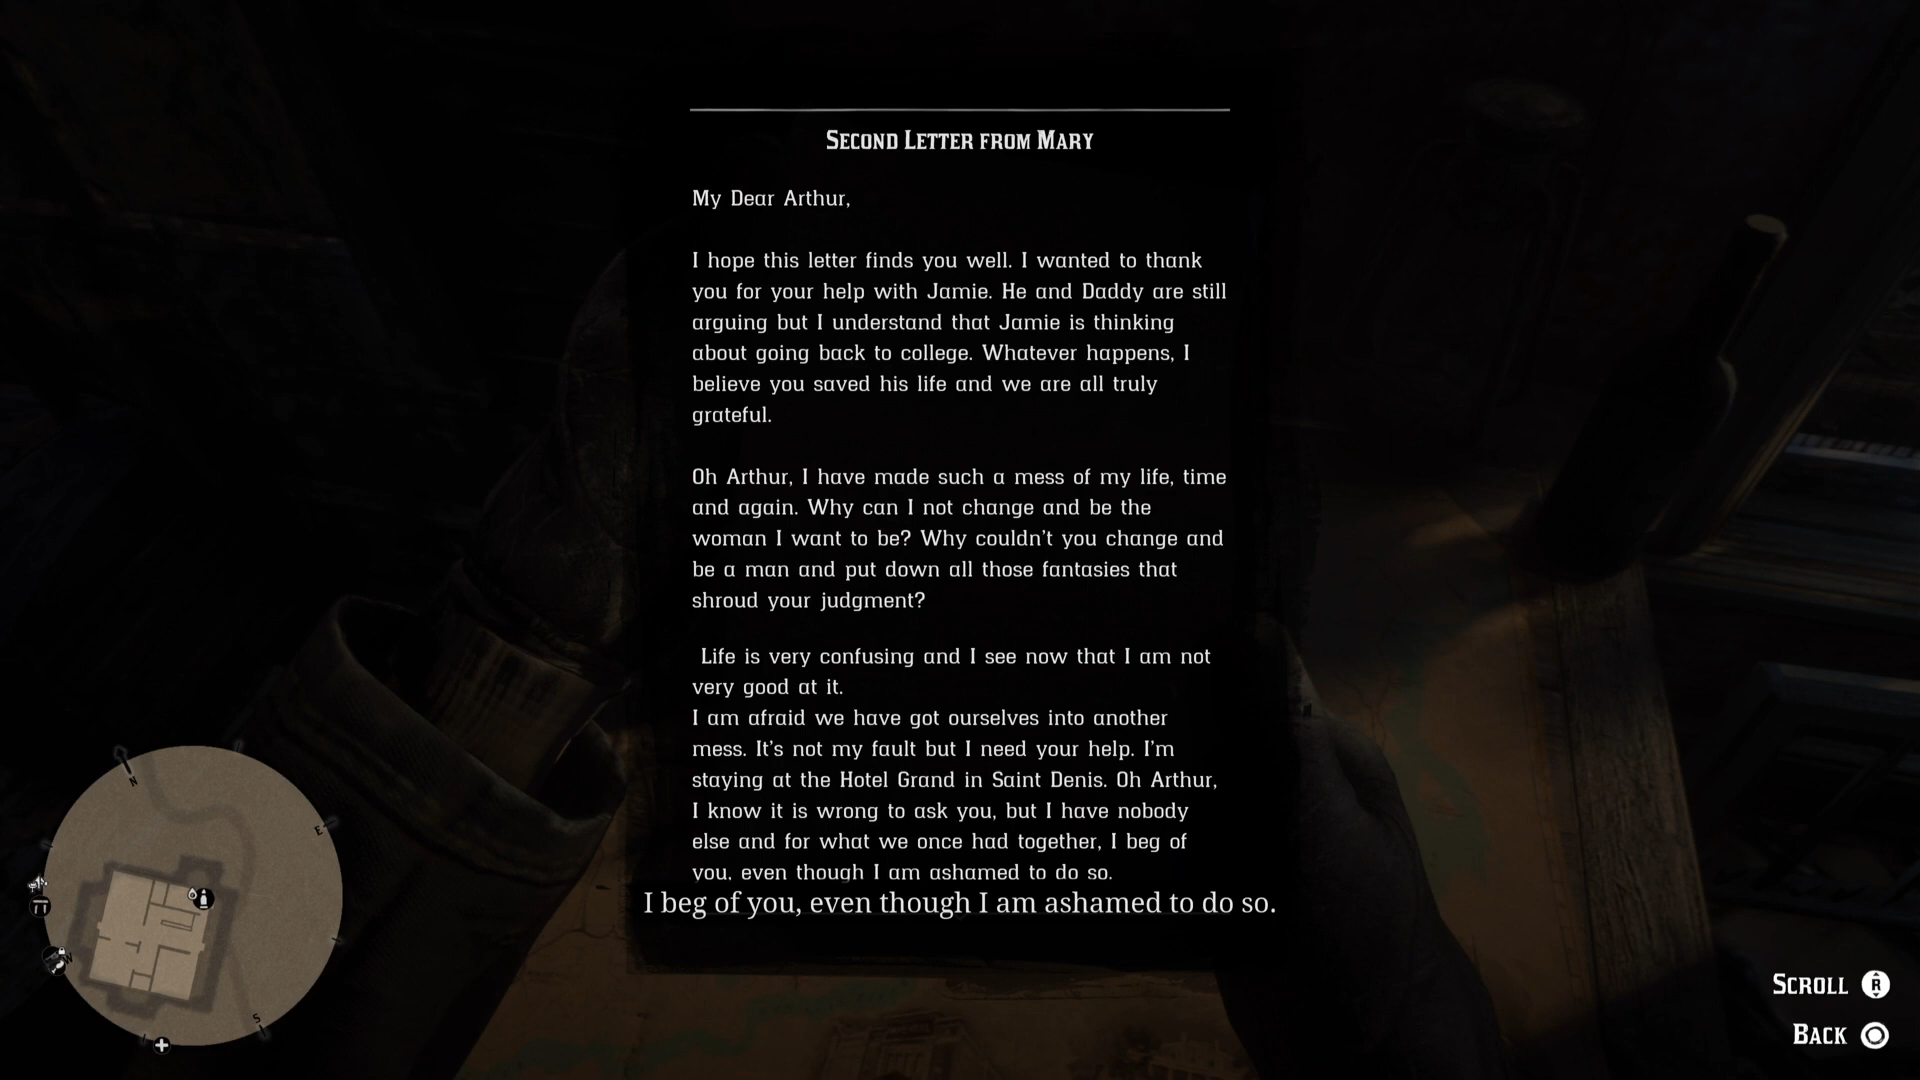 Second Letter from Mary
My Dear Arthur,
I hope this letter finds you well. I wanted to thank
you for your help with Jamie. He and Daddy are still
arguing but I understand that Jamie is thinking
about going back to college. Whatever happens, I
believe you saved his life and we are all truly
grateful.
Oh Arthur, I have made such a mess of my life, time
and again. Why can I not change and be the
woman I want to be? Why couldn't you change and
be a man and put down all those fantasies that
shroud your judgment?
Life is very confusing and I see now that I am not
very good at it.
I am afraid we have got ourselves into another
mess. It's not my fault but I need your help. I'm
staying at the Hotel Grand in Saint Denis. Oh Arthur,
I know it is wrong to ask you, but I have nobody
else and for what we once had together, I beg of
you, even though I am ashamed to do so.
I beg of you, even though I am ashamed to do so.
N
E
S
Scroll R
Back